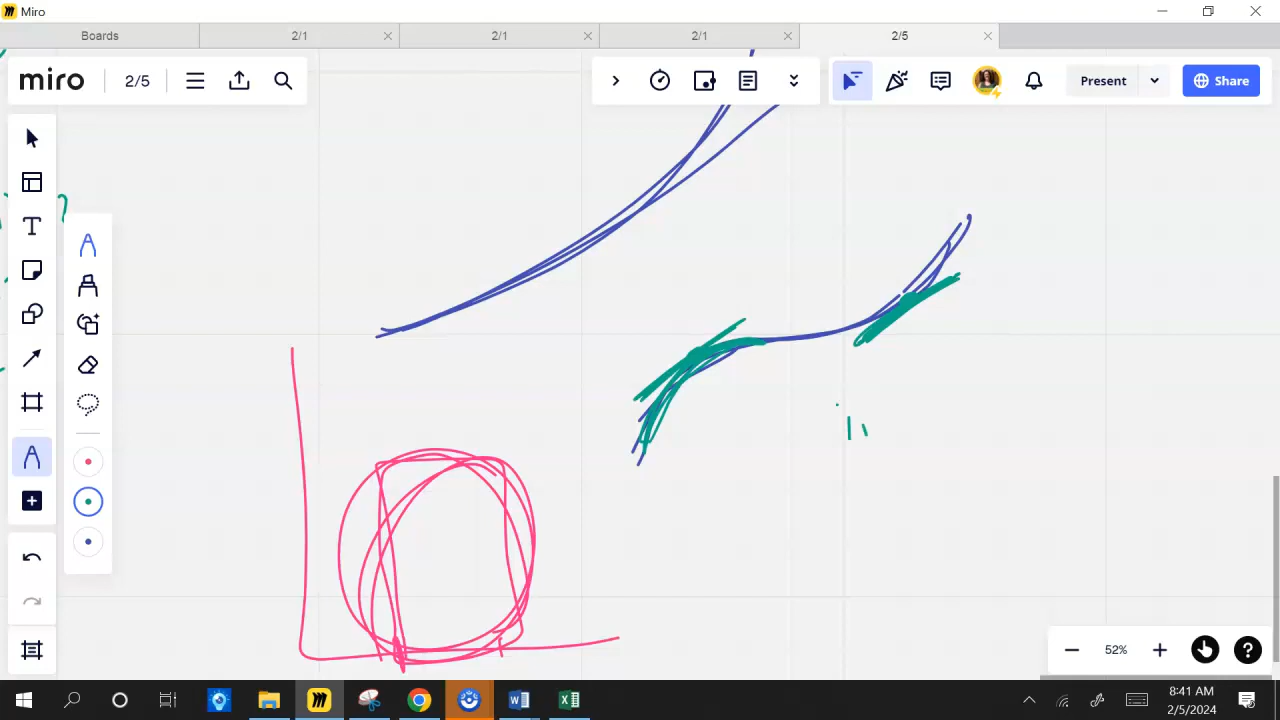 Miro
Boards
2/1
2/1
2/1
2/5
miro
2/5
Present
Share
52%
8:41 AM
2/5/2024